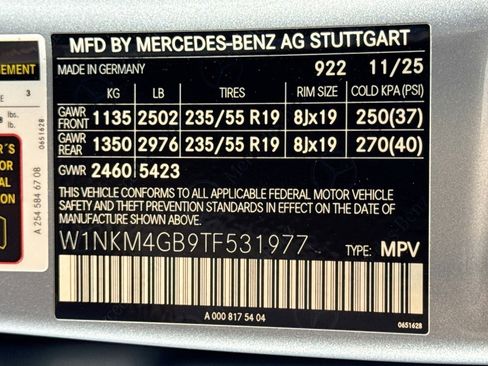 MFD BY MERCEDES-BENZ AG STUTTGART
MADE IN GERMANY 922 11/25
KG LB TIRES RIM SIZE COLD KPA (PSI)
GAWR FRONT 1135 2502 235/55 R19 8Jx19 250(37)
GAWR REAR 1350 2976 235/55 R19 8Jx19 270(40)
GVWR 2460 5423
THIS VEHICLE CONFORMS TO ALL APPLICABLE FEDERAL MOTOR VEHICLE
SAFETY AND THEFT PREVENTION STANDARDS IN EFFECT ON THE DATE
OF MANUFACTURE SHOWN ABOVE.
W1NKM4GB9TF531977 TYPE: MPV
A 000 817 54 04
0651628
EMENT
3
lbs.
lb.
0651628
A 254 584 67 08